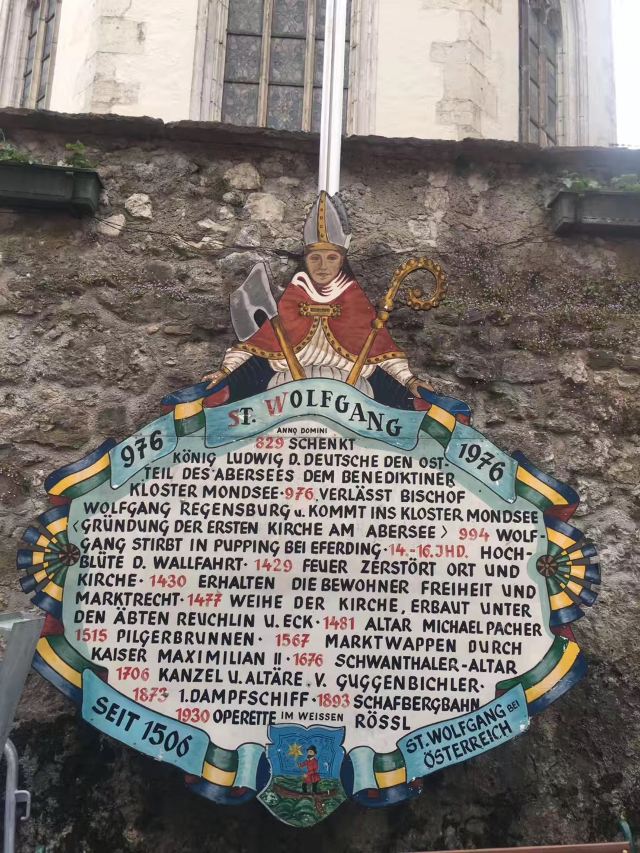 ST. WOLFGANG
976
1976
ANNO DOMINI
829 SCHENKT
KÖNIG LUDWIG D. DEUTSCHE DEN OST-
TEIL DES ABERSEES DEM BENEDIKTINER
KLOSTER MONDSEE · 976 VERLÄSST BISCHOF
WOLFGANG REGENSBURG u. KOMMT INS KLOSTER MONDSEE
<GRÜNDUNG DER ERSTEN KIRCHE AM ABERSEE> 994 WOLF-
GANG STIRBT IN PUPPING BEI EFERDING · 14.-16. JHD. HOCH-
BLÜTE D. WALLFAHRT · 1429 FEUER ZERSTÖRT ORT UND
KIRCHE · 1430 ERHALTEN DIE BEWOHNER FREIHEIT UND
MARKTRECHT · 1477 WEIHE DER KIRCHE, ERBAUT UNTER
DEN ÄBTEN REUCHLIN U. ECK · 1481 ALTAR MICHAEL PACHER
1515 PILGERBRUNNEN · 1567 MARKTWAPPEN DURCH
KAISER MAXIMILIAN II · 1676 SCHWANTHALER-ALTAR
1706 KANZEL U. ALTÄRE . V. GUGGENBICHLER ·
1873 1. DAMPFSCHIFF · 1893 SCHAFBERGBAHN
1930 OPERETTE IM WEISSEN RÖSSL
SEIT 1506
ST. WOLFGANG BEI
ÖSTERREICH